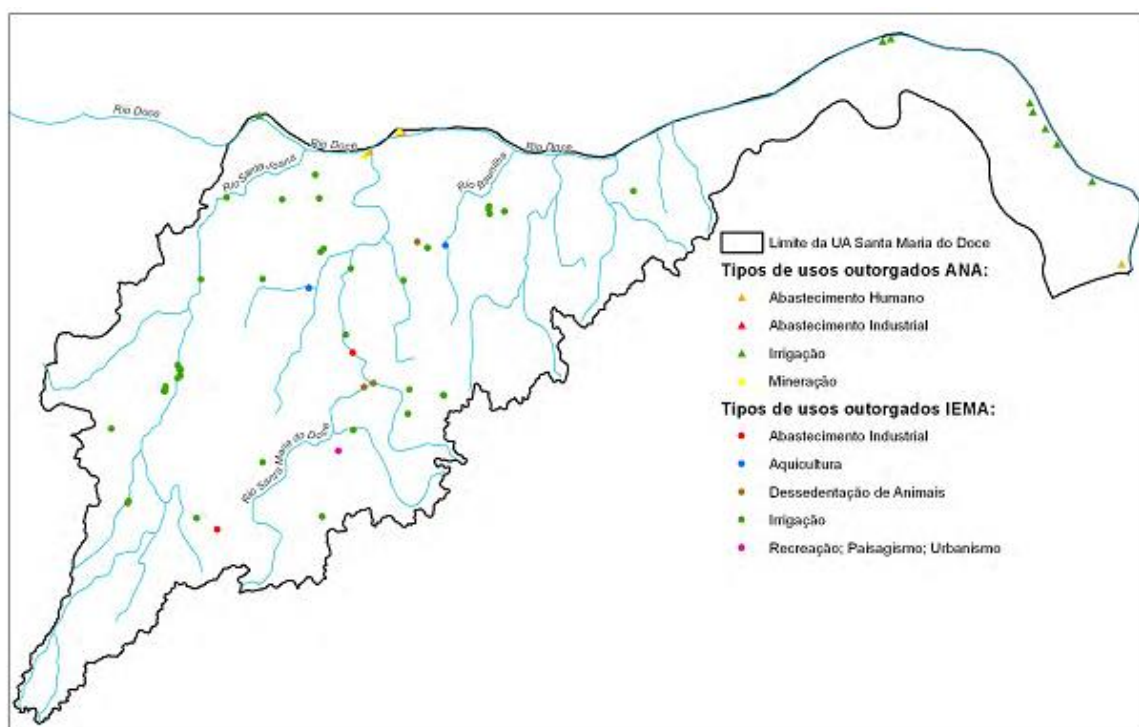 Rio Doce
Rio Doce
Rio Doce
Rio Santa Joana
Rio Baunilha
Rio Santa Maria do Doce
Limite da UA Santa Maria do Doce
Tipos de usos outorgados ANA:
Abastecimento Humano
Abastecimento Industrial
Irrigação
Mineração
Tipos de usos outorgados IEMA:
Abastecimento Industrial
Aquicultura
Dessedentação de Animais
Irrigação
Recreação; Paisagismo; Urbanismo